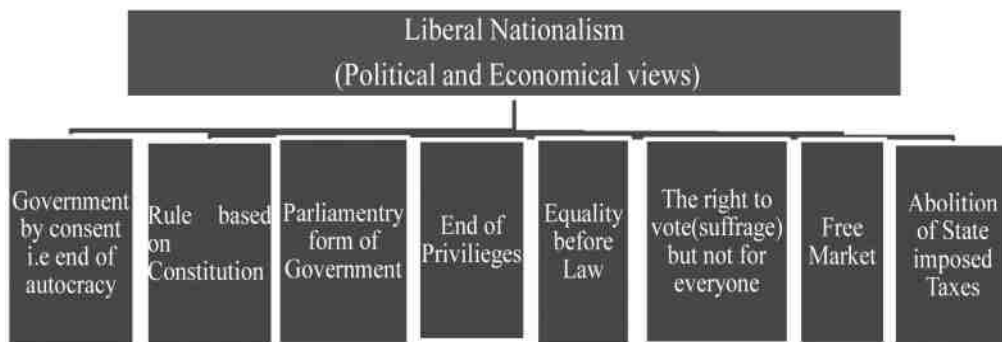 Liberal Nationalism
(Political and Economical views)
Government
by consent
i.e end of
autocracy
Rule based
on
Constitution
Parliamentry
form of
Government
End of
Privilieges
Equality
before
Law
The right to
vote(suffrage)
but not for
everyone
Free
Market
Abolition
of State
imposed
Taxes